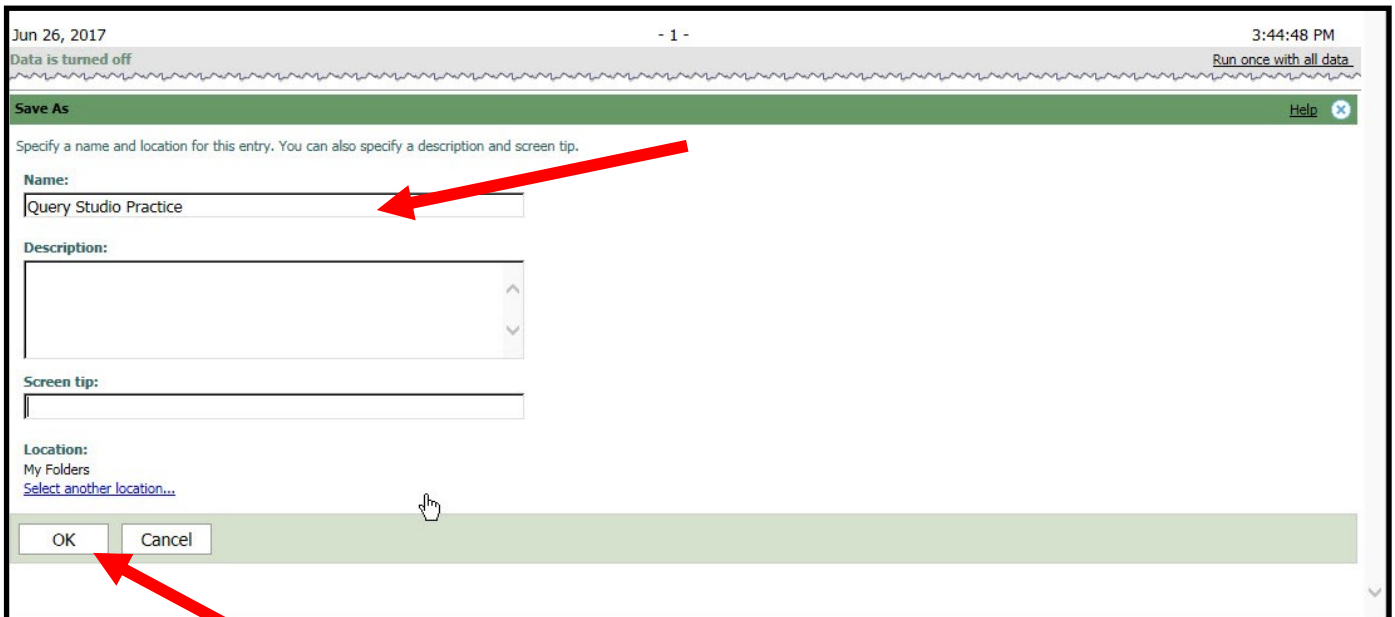 Jun 26, 2017 - 1 - 3:44:48 PM
Data is turned off Run once with all data
Save As Help
Specify a name and location for this entry. You can also specify a description and screen tip.
Name:
Query Studio Practice
Description:
Screen tip:
Location:
My Folders
Select another location...
OK Cancel